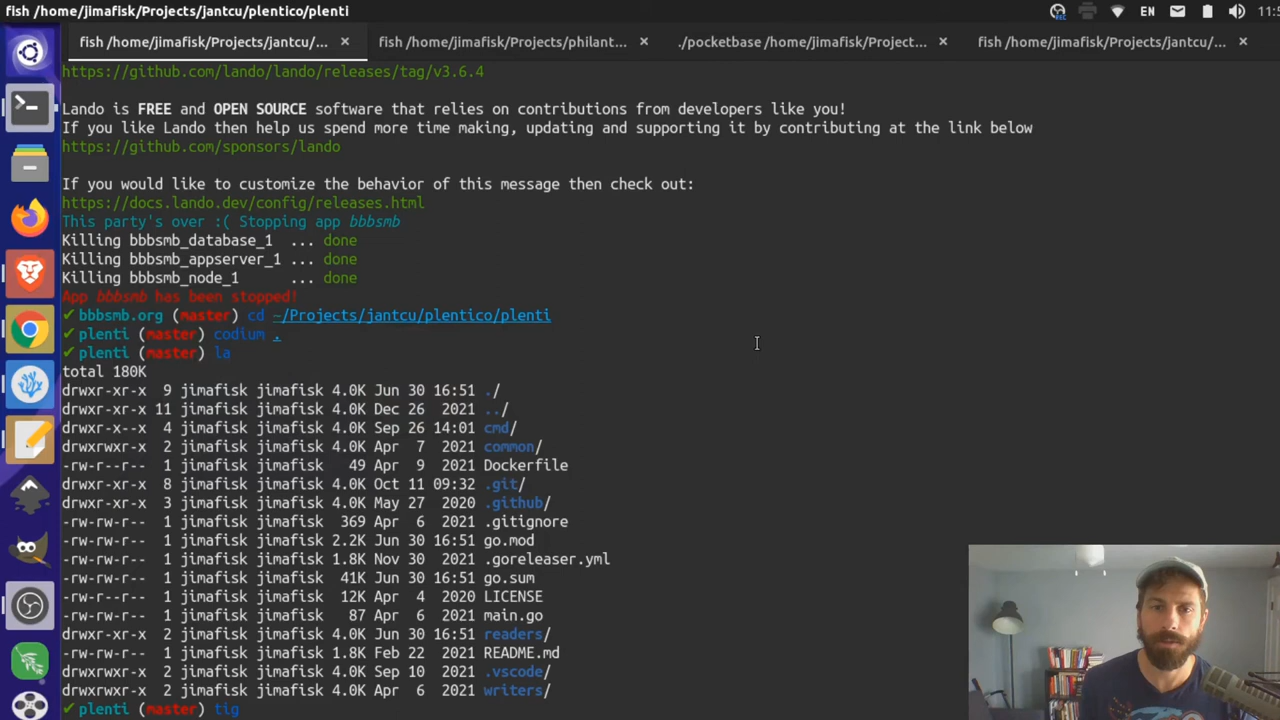 fish /home/jimafisk/Projects/jantcu/plentico/plenti
EN
fish /home/jimafisk/Projects/jantcu/... × fish /home/jimafisk/Projects/philant... × ./pocketbase /home/jimafisk/Project... × fish /home/jimafisk/Projects/jantcu/... ×
https://github.com/lando/lando/releases/tag/v3.6.4
Lando is FREE and OPEN SOURCE software that relies on contributions from developers like you!
If you like Lando then help us spend more time making, updating and supporting it by contributing at the link below
https://github.com/sponsors/lando
If you would like to customize the behavior of this message then check out:
https://docs.lando.dev/config/releases.html
This party's over :( Stopping app bbbsmb
Killing bbbsmb_database_1 ... done
Killing bbbsmb_appserver_1 ... done
Killing bbbsmb_node_1 ... done
App bbbsmb has been stopped!
✔ bbbsmb.org (master) cd ~/Projects/jantcu/plentico/plenti
✔ plenti (master) codium .
✔ plenti (master) la
total 180K
drwxr-xr-x 9 jimafisk jimafisk 4.0K Jun 30 16:51 ./
drwxr-xr-x 11 jimafisk jimafisk 4.0K Dec 26 2021 ../
drwxr-x--x 4 jimafisk jimafisk 4.0K Sep 26 14:01 cmd/
drwxrwxr-x 2 jimafisk jimafisk 4.0K Apr 7 2021 common/
-rw-r--r-- 1 jimafisk jimafisk 49 Apr 9 2021 Dockerfile
drwxrwxr-x 8 jimafisk jimafisk 4.0K Oct 11 09:32 .git/
drwxrwxr-x 3 jimafisk jimafisk 4.0K May 27 2020 .github/
-rw-rw-r-- 1 jimafisk jimafisk 369 Apr 6 2021 .gitignore
-rw-rw-r-- 1 jimafisk jimafisk 2.2K Jun 30 16:51 go.mod
-rw-rw-r-- 1 jimafisk jimafisk 1.8K Nov 30 2021 .goreleaser.yml
-rw-rw-r-- 1 jimafisk jimafisk 41K Jun 30 16:51 go.sum
-rw-rw-r-- 1 jimafisk jimafisk 12K Apr 4 2020 LICENSE
-rw-rw-r-- 1 jimafisk jimafisk 87 Apr 6 2021 main.go
drwxrwxr-x 2 jimafisk jimafisk 4.0K Jun 30 16:51 readers/
-rw-rw-r-- 1 jimafisk jimafisk 1.8K Feb 22 2021 README.md
drwxrwxr-x 2 jimafisk jimafisk 4.0K Sep 10 2021 .vscode/
drwxrwxr-x 2 jimafisk jimafisk 4.0K Apr 6 2021 writers/
✔ plenti (master) tig